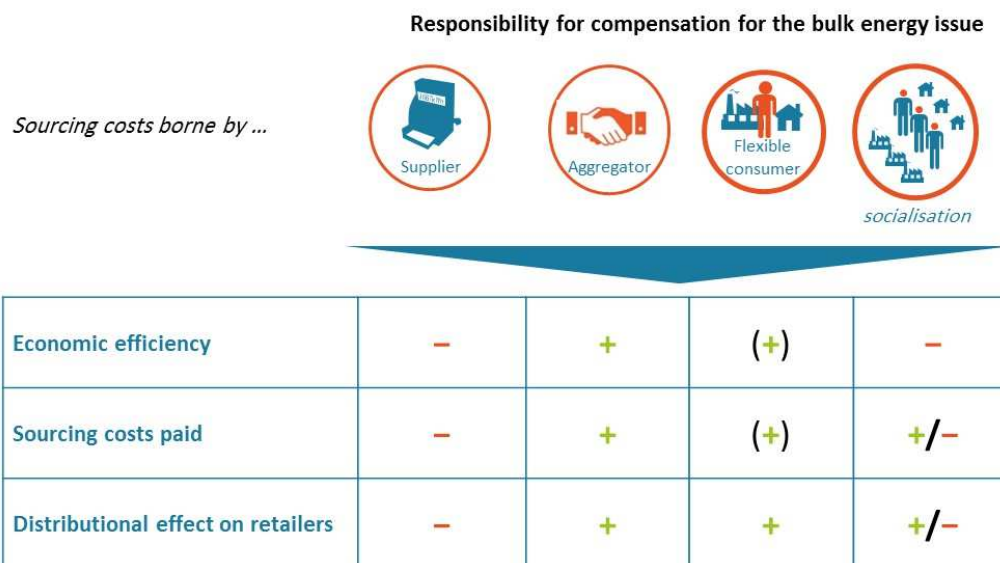 Responsibility for compensation for the bulk energy issue
Sourcing costs borne by ...
Supplier
Aggregator
Flexible
consumer
socialisation
Economic efficiency – + (+) –
Sourcing costs paid – + (+) +/–
Distributional effect on retailers – + + +/–